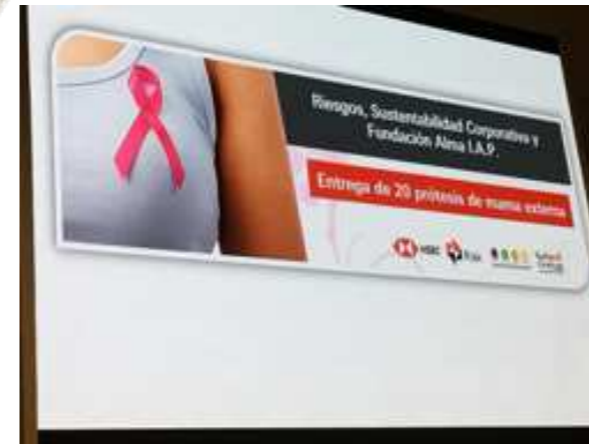 Riesgos, Sustentabilidad Corporativa y
Fundación Alma I.A.P.
Entrega de 20 prótesis de mama externa
HSBC